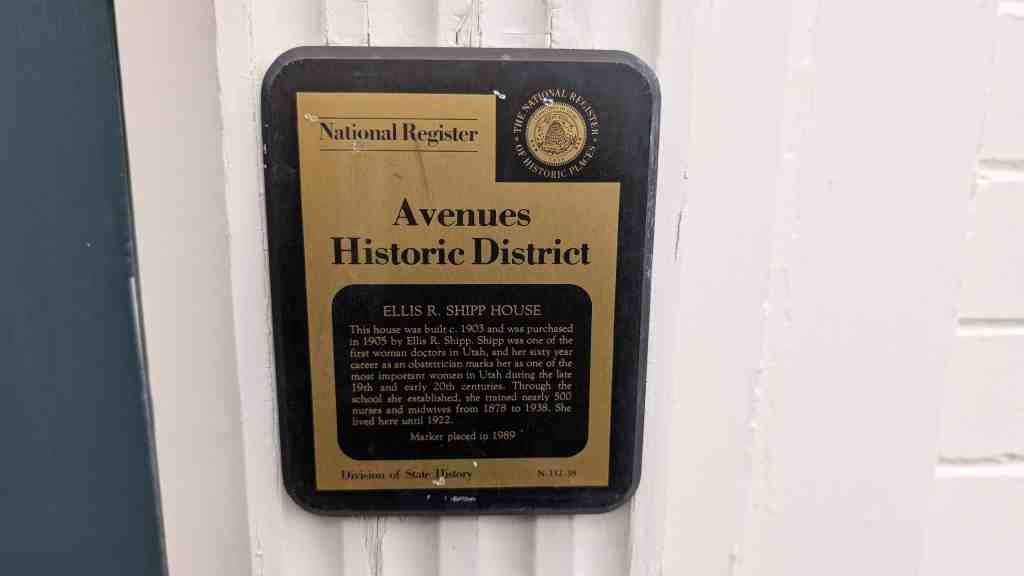 National Register
THE NATIONAL REGISTER
OF HISTORIC PLACES
Avenues
Historic District
ELLIS R. SHIPP HOUSE
This house was built c. 1903 and was purchased
in 1905 by Ellis R. Shipp. Shipp was one of the
first woman doctors in Utah, and her sixty year
career as an obstetrician marks her as one of the
most important women in Utah during the late
19th and early 20th centuries. Through the
school she established, she trained nearly 500
nurses and midwives from 1878 to 1938. She
lived here until 1922.
Marker placed in 1989
Division of State History